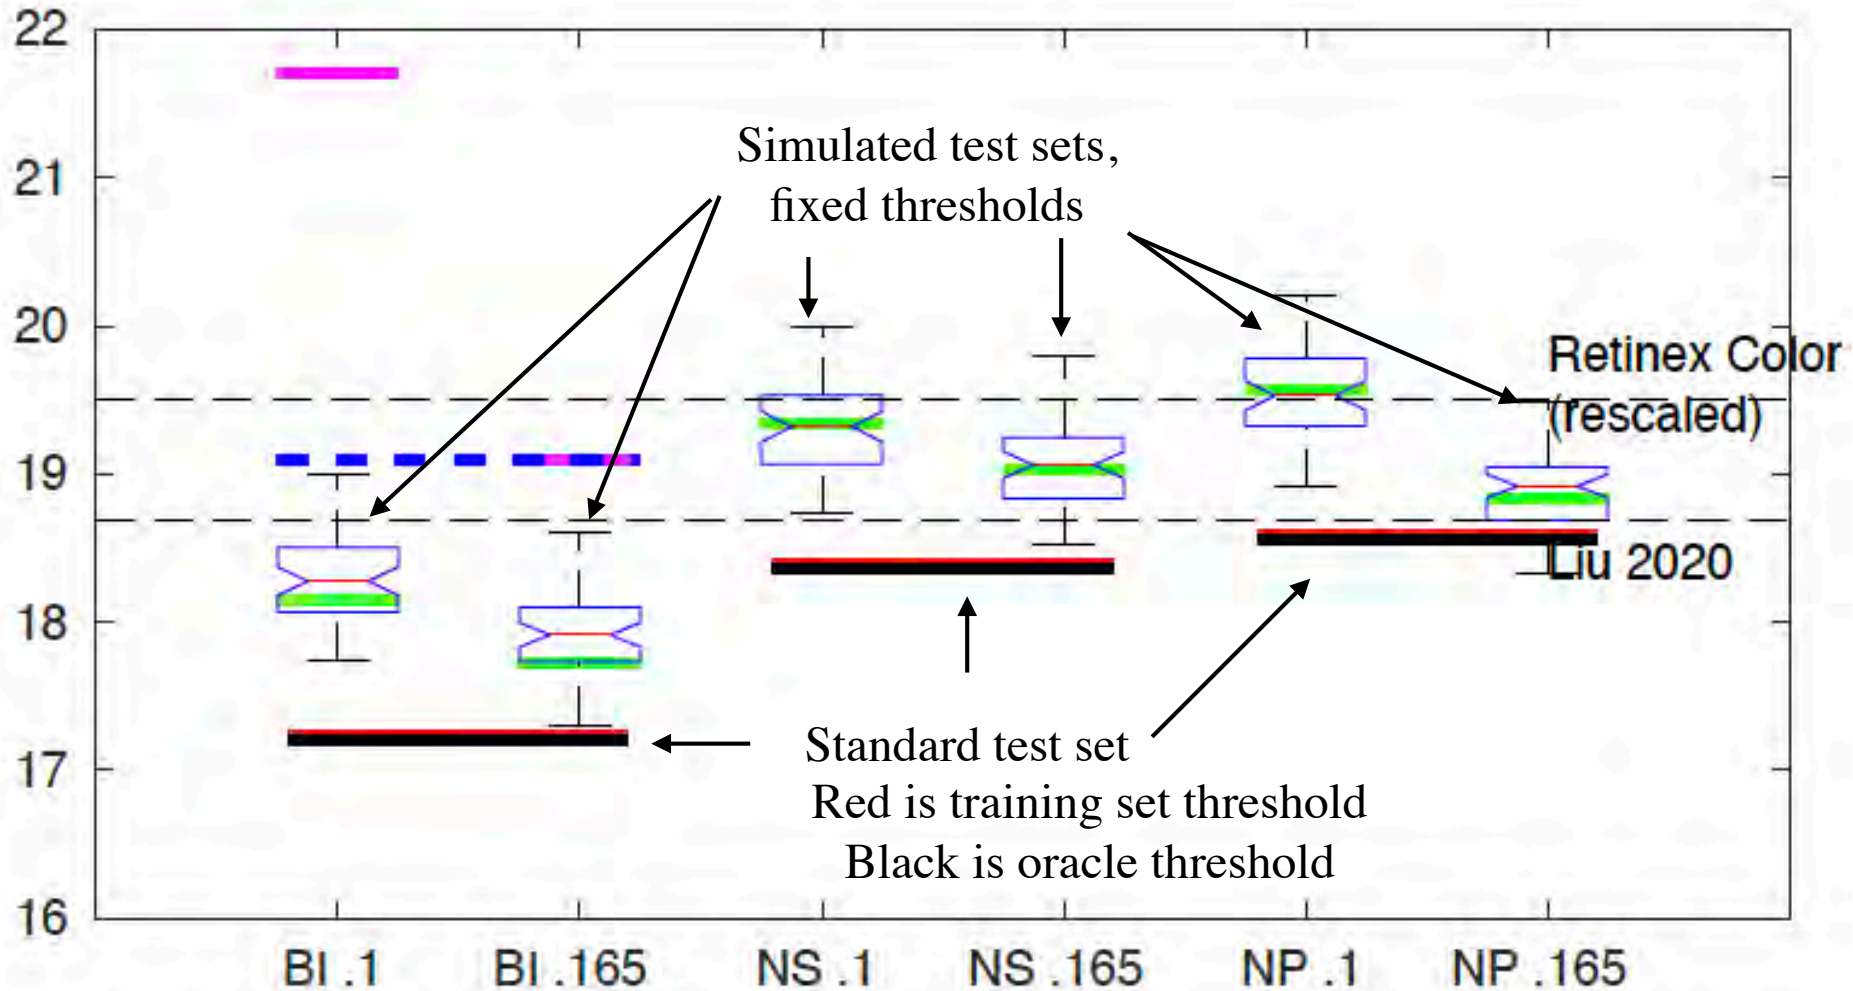 22
21
20
19
18
17
16
Simulated test sets,
fixed thresholds
Retinex Color
(rescaled)
Liu 2020
Standard test set
Red is training set threshold
Black is oracle threshold
BI .1
BI .165
NS .1
NS .165
NP .1
NP .165